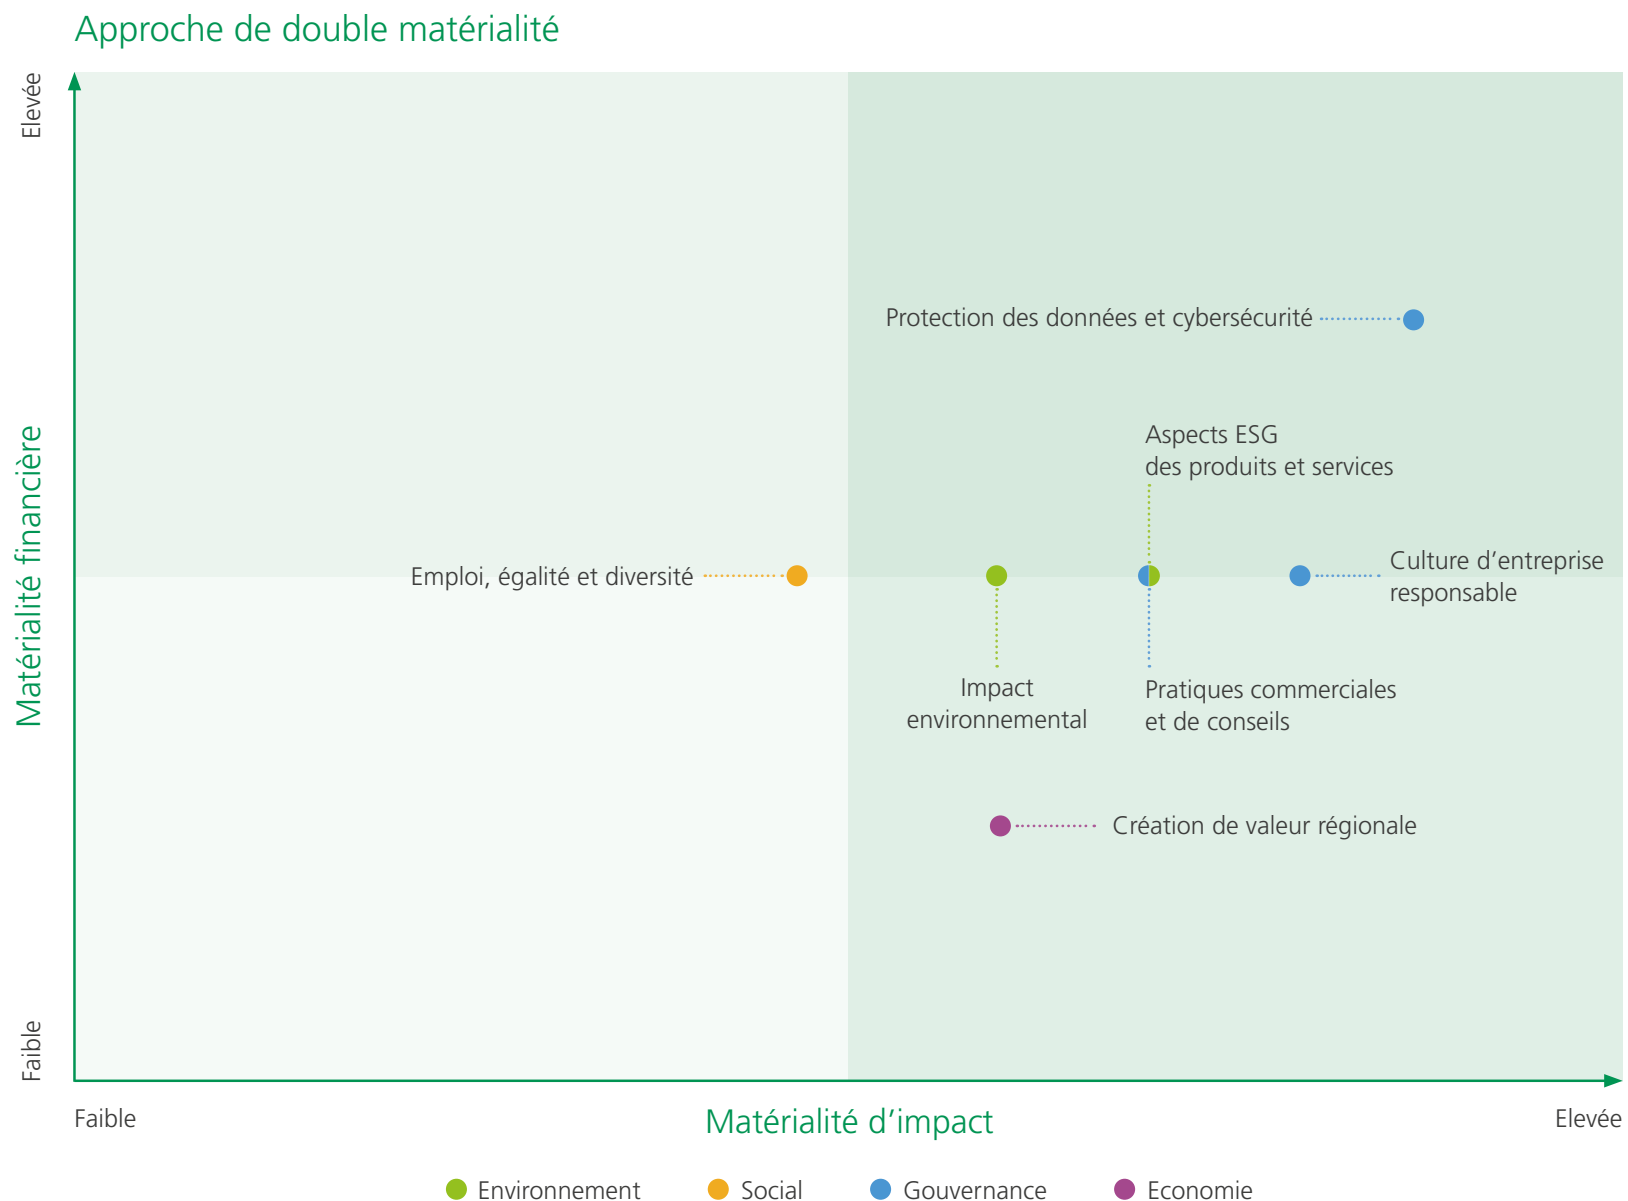 Approche de double matérialité
Elevée
Matérialité financière
Faible
Protection des données et cybersécurité
Aspects ESG
des produits et services
Emploi, égalité et diversité
Culture d’entreprise
responsable
Impact
environnemental
Pratiques commerciales
et de conseils
Création de valeur régionale
Faible
Matérialité d’impact
Elevée
Environnement
Social
Gouvernance
Economie